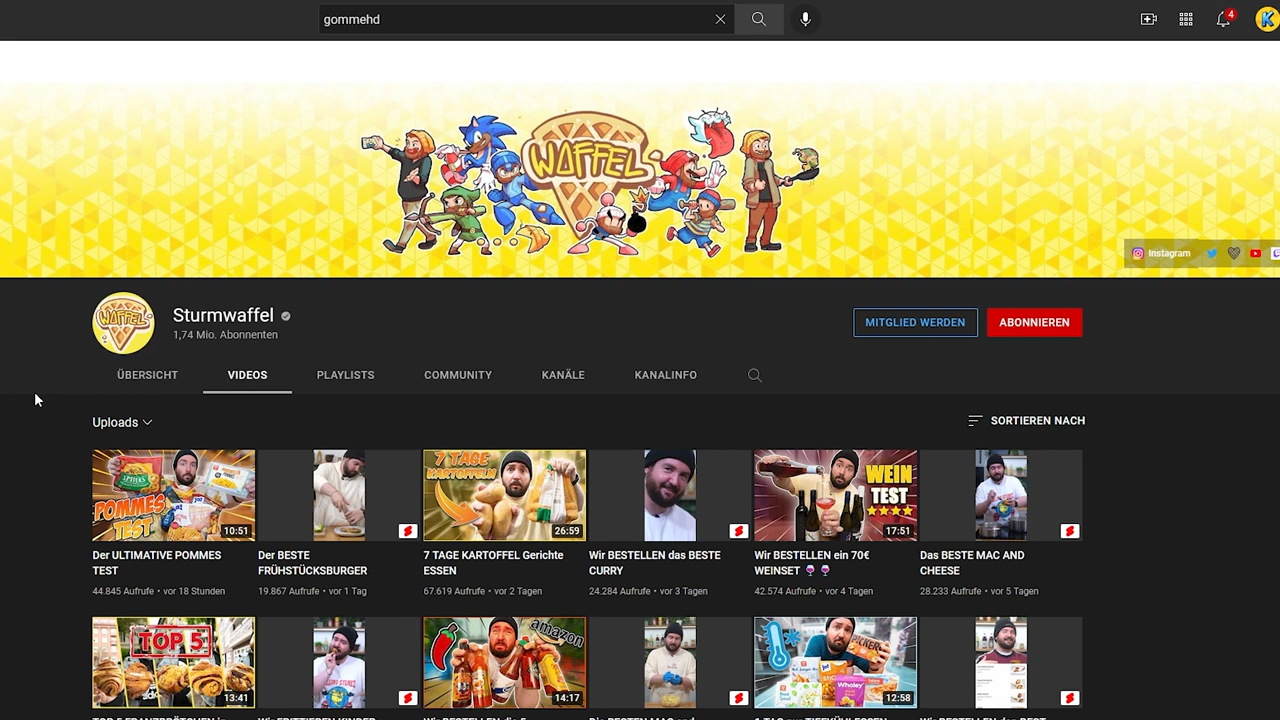 gommehd
4
K
WAFFEL
Instagram
WAFFEL
Sturmwaffel
1,74 Mio. Abonnenten
MITGLIED WERDEN
ABONNIEREN
ÜBERSICHT
VIDEOS
PLAYLISTS
COMMUNITY
KANÄLE
KANALINFO
Uploads
SORTIEREN NACH
POMMES
TEST
10:51
7 TAGE
KARTOFFELN
26:59
WEIN
TEST
17:51
Der ULTIMATIVE POMMES
TEST
44.845 Aufrufe • vor 18 Stunden
Der BESTE
FRÜHSTÜCKSBURGER
19.867 Aufrufe • vor 1 Tag
7 TAGE KARTOFFEL Gerichte
ESSEN
67.619 Aufrufe • vor 2 Tagen
Wir BESTELLEN das BESTE
CURRY
24.284 Aufrufe • vor 3 Tagen
Wir BESTELLEN ein 70€
WEINSET 🍷🍷
42.574 Aufrufe • vor 4 Tagen
Das BESTE MAC AND
CHEESE
28.233 Aufrufe • vor 5 Tagen
TOP 5
13:41
amazon
14:17
Wholey
12:58